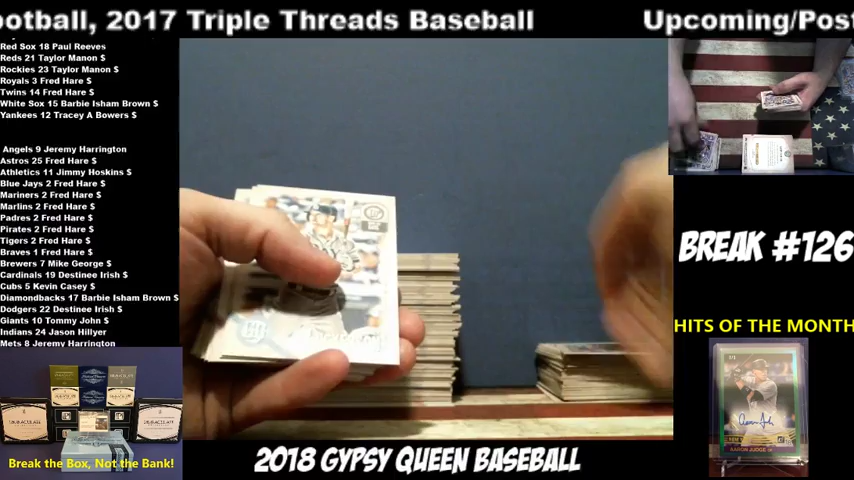 ootball, 2017 Triple Threads Baseball
Upcoming/Post
Red Sox 18 Paul Reeves
Reds 21 Taylor Manon $
Rockies 23 Taylor Manon $
Royals 3 Fred Hare $
Twins 14 Fred Hare $
White Sox 15 Barbie Isham Brown $
Yankees 12 Tracey A Bowers $
Angels 9 Jeremy Harrington
Astros 25 Fred Hare $
Athletics 11 Jimmy Hoskins $
Blue Jays 2 Fred Hare $
Mariners 2 Fred Hare $
Marlins 2 Fred Hare $
Padres 2 Fred Hare $
Pirates 2 Fred Hare $
Tigers 2 Fred Hare $
Braves 1 Fred Hare $
Brewers 7 Mike George $
Cardinals 19 Destinee Irish $
Cubs 5 Kevin Casey $
Diamondbacks 17 Barbie Isham Brown $
Dodgers 22 Destinee Irish $
Giants 10 Tommy John $
Indians 24 Jason Hillyer
Mets 8 Jeremy Harrington
Break the Box, Not the Bank!
2018 GYPSY QUEEN BASEBALL
BREAK #126
HITS OF THE MONTH
AARON JUDGE